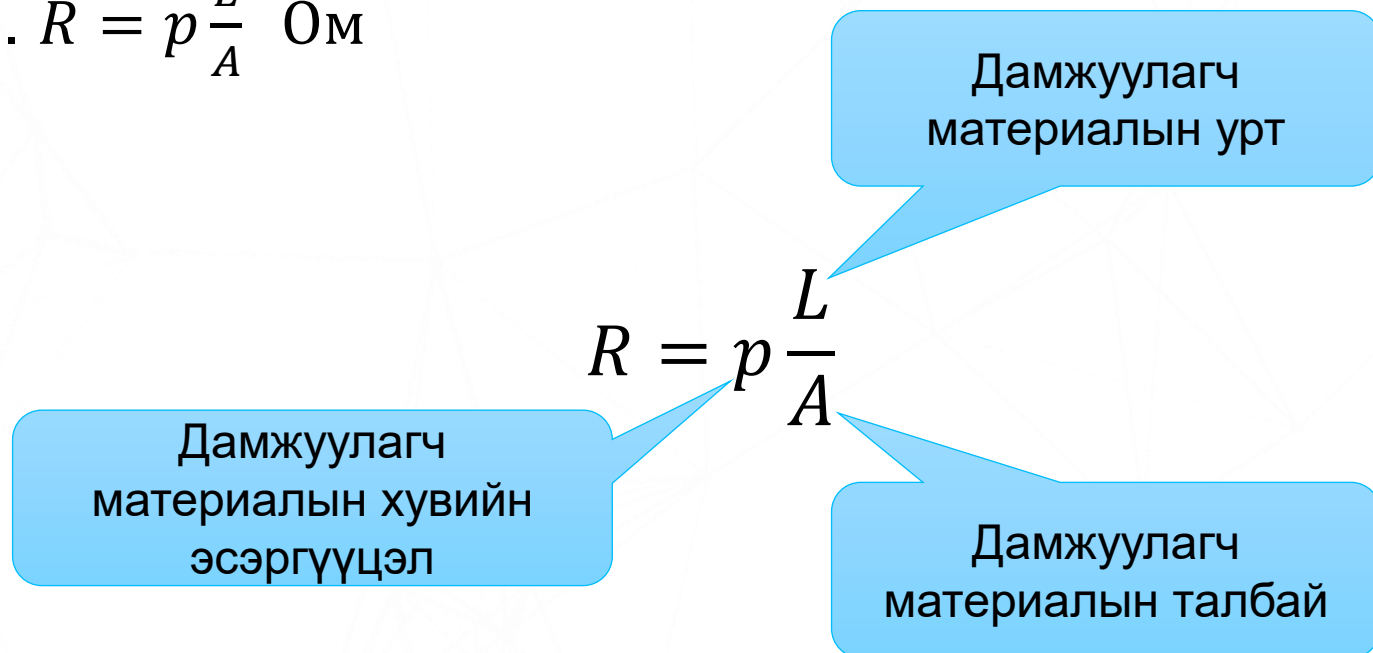 . R = p L/A Ом
Дамжуулагч
материалын урт
R = p L/A
Дамжуулагч
материалын хувийн
эсэргүүцэл
Дамжуулагч
материалын талбай